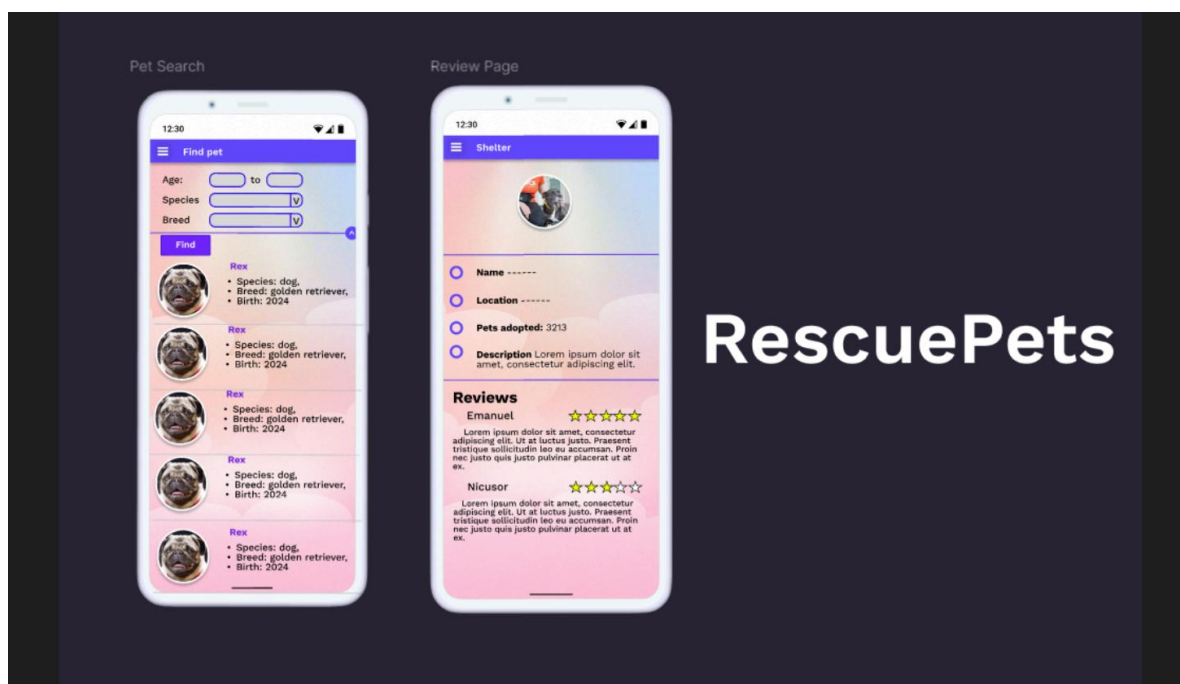 Pet Search
12:30
Find pet
Age: to
Species V
Breed V
Find
Rex
• Species: dog,
• Breed: golden retriever,
• Birth: 2024
Rex
• Species: dog,
• Breed: golden retriever,
• Birth: 2024
Rex
• Species: dog,
• Breed: golden retriever,
• Birth: 2024
Rex
• Species: dog,
• Breed: golden retriever,
• Birth: 2024
Rex
• Species: dog,
• Breed: golden retriever,
• Birth: 2024
Review Page
12:30
Shelter
Name ------
Location ------
Pets adopted: 3213
Description Lorem ipsum dolor sit
amet, consectetur adipiscing elit.
Reviews
Emanuel
Lorem ipsum dolor sit amet, consectetur
adipiscing elit. Ut at luctus justo. Praesent
tristique sollicitudin leo eu accumsan. Proin
nec justo quis justo pulvinar placerat ut at
ex.
Nicusor
Lorem ipsum dolor sit amet, consectetur
adipiscing elit. Ut at luctus justo. Praesent
tristique sollicitudin leo eu accumsan. Proin
nec justo quis justo pulvinar placerat ut at
ex.
RescuePets